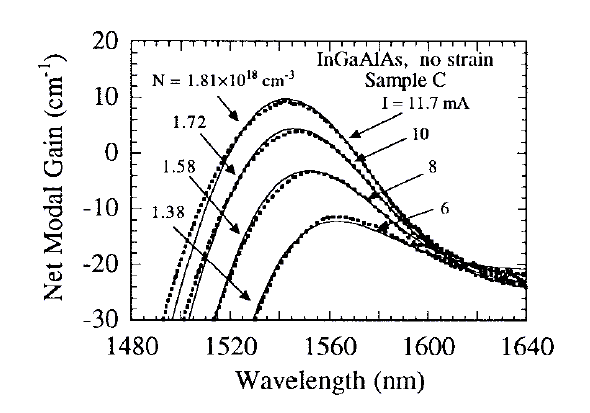 20
InGaAlAs, no strain
N = 1.81×10¹⁸ cm⁻³
Sample C
10
I = 11.7 mA
1.72
10
0
1.58
8
1.38
-10
6
-20
-30
1480 1520 1560 1600 1640
Wavelength (nm)
Net Modal Gain (cm⁻¹)